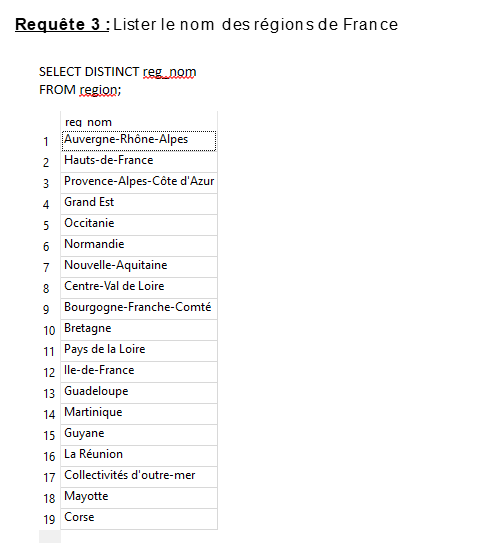 Requête 3 : Lister le nom des régions de France
SELECT DISTINCT reg_nom
FROM region;
reg_nom
1 Auvergne-Rhône-Alpes
2 Hauts-de-France
3 Provence-Alpes-Côte d'Azur
4 Grand Est
5 Occitanie
6 Normandie
7 Nouvelle-Aquitaine
8 Centre-Val de Loire
9 Bourgogne-Franche-Comté
10 Bretagne
11 Pays de la Loire
12 Ile-de-France
13 Guadeloupe
14 Martinique
15 Guyane
16 La Réunion
17 Collectivités d'outre-mer
18 Mayotte
19 Corse